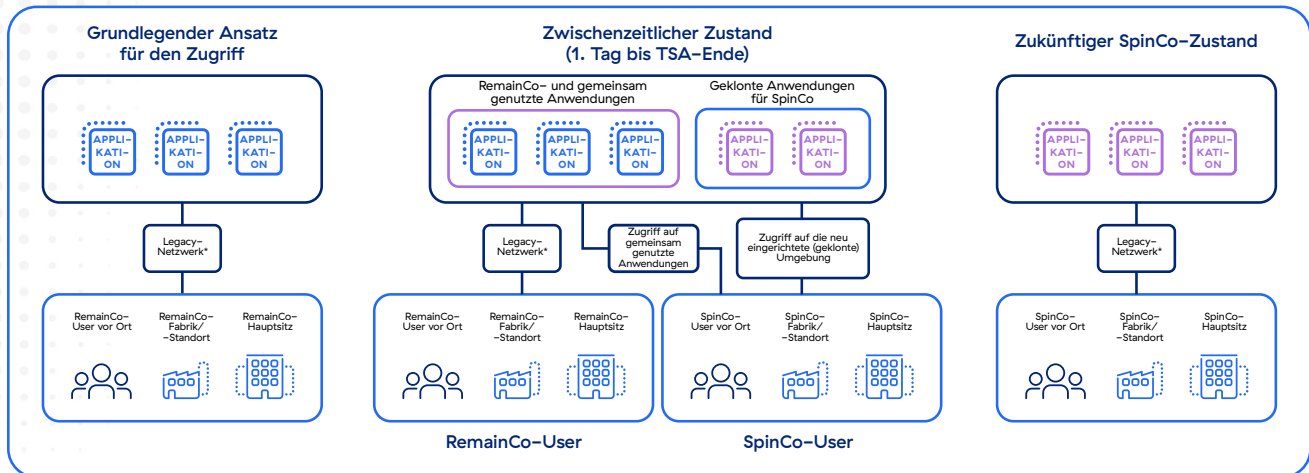 Grundlegender Ansatz
für den Zugriff
APPLI-
KATI-
ON
APPLI-
KATI-
ON
APPLI-
KATI-
ON
Legacy-
Netzwerk*
RemainCo-
User vor Ort
RemainCo-
Fabrik/
-Standort
RemainCo-
Hauptsitz
Zwischenzeitlicher Zustand
(1. Tag bis TSA-Ende)
RemainCo- und gemeinsam
genutzte Anwendungen
APPLI-
KATI-
ON
APPLI-
KATI-
ON
APPLI-
KATI-
ON
Geklonte Anwendungen
für SpinCo
APPLI-
KATI-
ON
APPLI-
KATI-
ON
Legacy-
Netzwerk*
Zugriff auf
gemeinsam
genutzte
Anwendungen
Zugriff auf die neu
eingerichtete (geklonte)
Umgebung
RemainCo-
User vor Ort
RemainCo-
Fabrik/
-Standort
RemainCo-
Hauptsitz
SpinCo-
User vor Ort
SpinCo-
Fabrik/
-Standort
SpinCo-
Hauptsitz
RemainCo-User
SpinCo-User
Zukünftiger SpinCo-Zustand
APPLI-
KATI-
ON
APPLI-
KATI-
ON
APPLI-
KATI-
ON
Legacy-
Netzwerk*
SpinCo-
User vor Ort
SpinCo-
Fabrik/
-Standort
SpinCo-
Hauptsitz